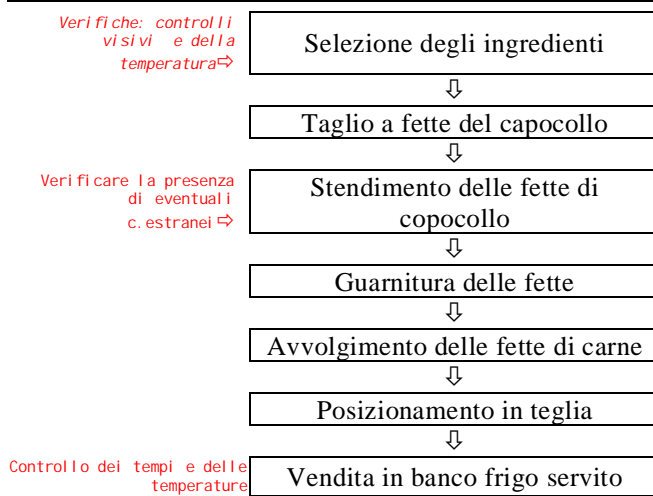 Verifiche: controlli
visivi e della
temperatura⇨
Selezione degli ingredienti
⇩
Taglio a fette del capocollo
⇩
Verificare la presenza
di eventuali
c.estranei⇨
Stendimento delle fette di
copocollo
⇩
Guarnitura delle fette
⇩
Avvolgimento delle fette di carne
⇩
Posizionamento in teglia
⇩
Controllo dei tempi e delle
temperature
Vendita in banco frigo servito